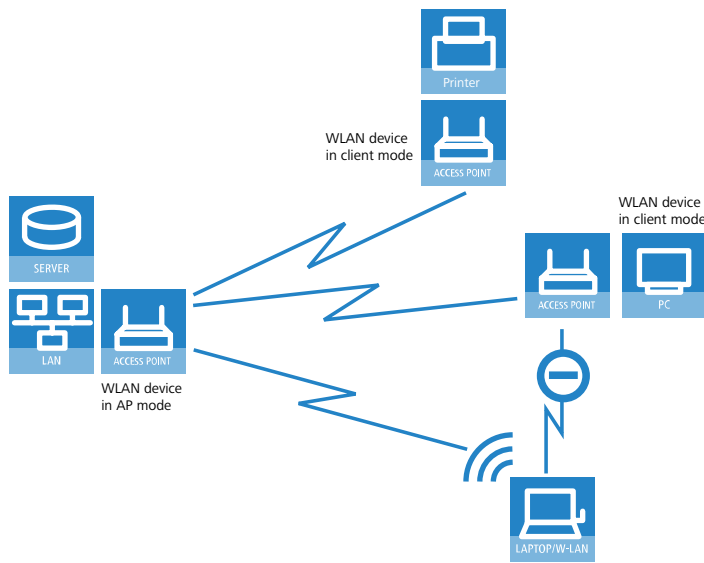 Printer
WLAN device
in client mode
ACCESS POINT
WLAN device
in client mode
SERVER
ACCESS POINT
PC
LAN
ACCESS POINT
WLAN device
in AP mode
LAPTOP/W-LAN